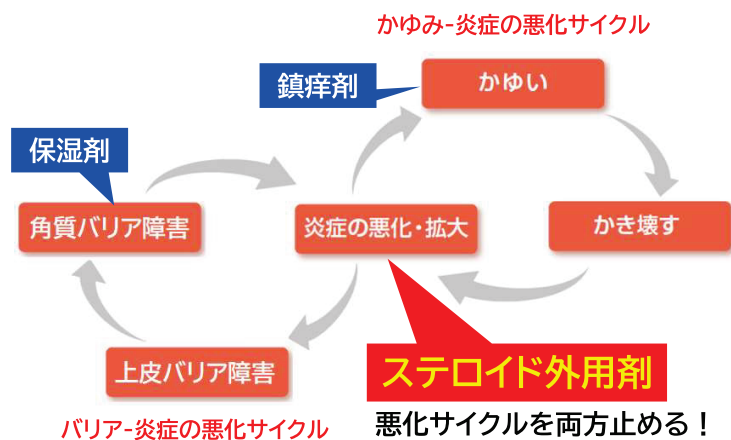 かゆみ-炎症の悪化サイクル
鎮痒剤
かゆい
保湿剤
角質バリア障害
炎症の悪化・拡大
かき壊す
上皮バリア障害
ステロイド外用剤
バリア-炎症の悪化サイクル
悪化サイクルを両方止める！